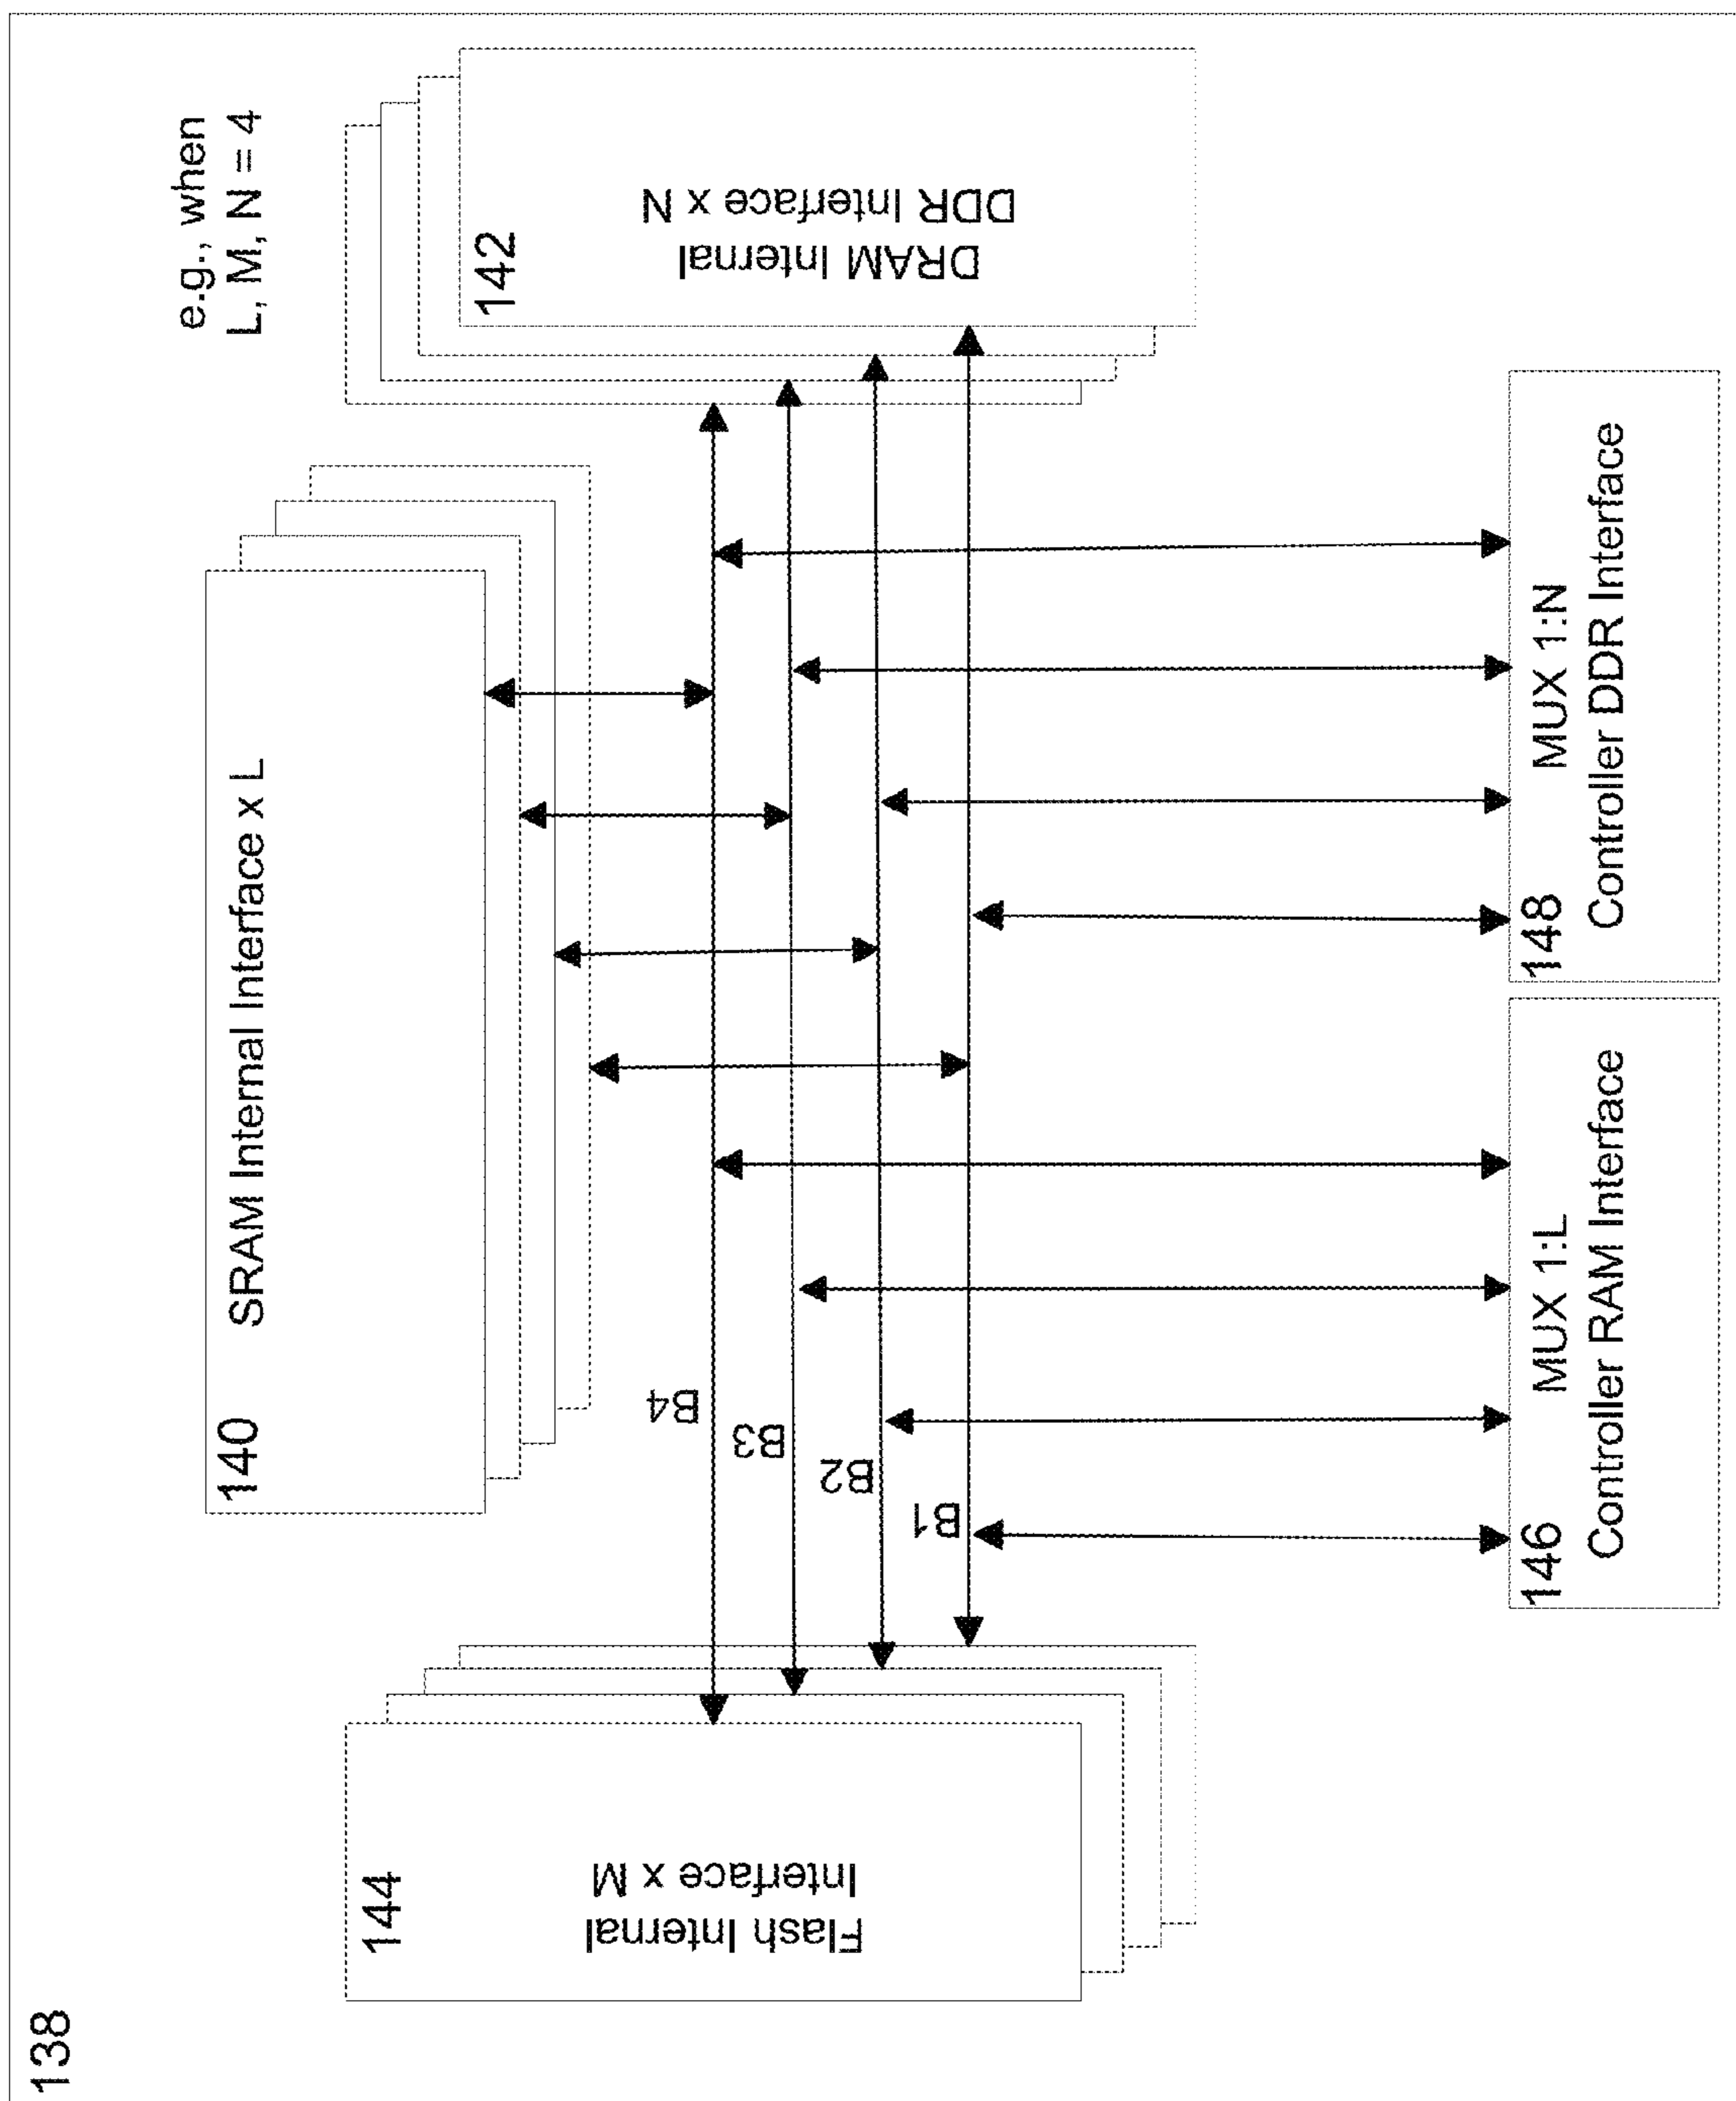 138
e.g., when
L, M, N = 4
140 SRAM Internal Interface x L
144
Flash Internal
Interface x M
142
DRAM Internal
DDR Interface x N
B4
B3
B2
B1
146
MUX 1:L
Controller RAM Interface
148
MUX 1:N
Controller DDR Interface